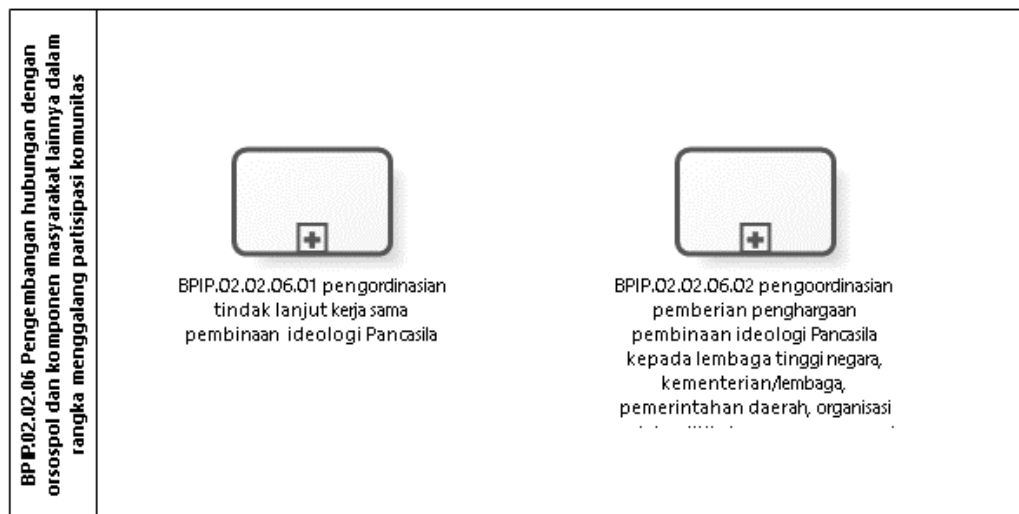 BPIP.02.02.06 Pengembangan hubungan dengan
orsospol dan komponen masyarakat lainnya dalam
rangka menggalang partisipasi komunitas
BPIP.02.02.06.01 pengordinasian
tindak lanjut kerja sama
pembinaan ideologi Pancasila
BPIP.02.02.06.02 pengoordinasian
pemberian penghargaan
pembinaan ideologi Pancasila
kepada lembaga tinggi negara,
kementerian/lembaga,
pemerintahan daerah, organisasi